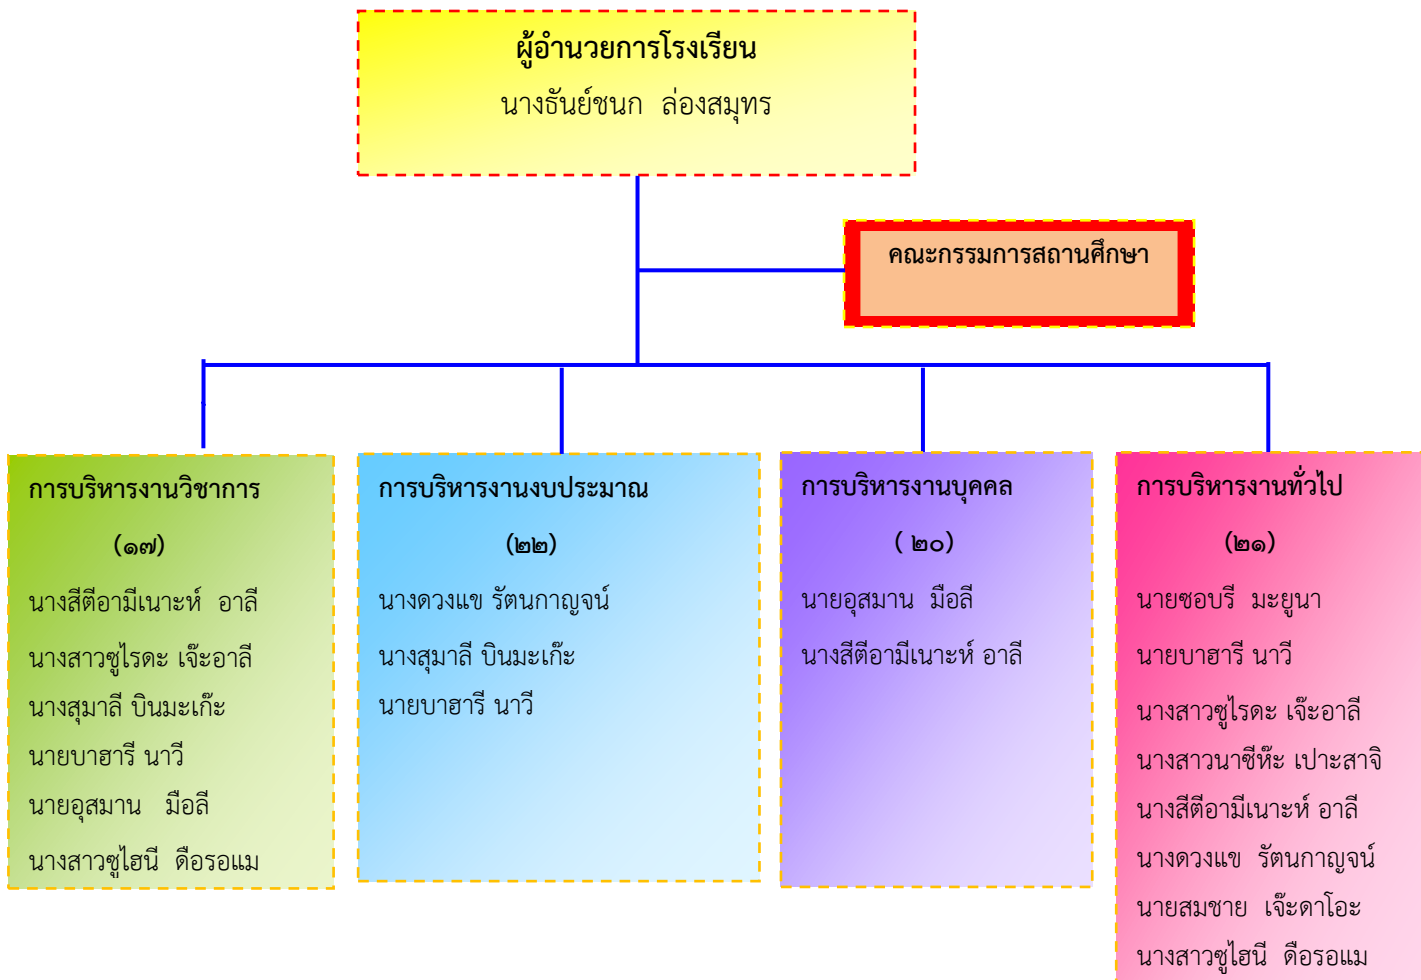 ผู้อำนวยการโรงเรียน
นางธันย์ชนก  ล่องสมุทร
คณะกรรมการสถานศึกษา
การบริหารงานวิชาการ
(๑๗)
นางสีตีอามีเนาะห์  อาลี
นางสาวซูไรดะ เจ๊ะอาลี
นางสุมาลี บินมะเก๊ะ
นายบาฮารี นาวี
นายอุสมาน   มือลี
นางสาวซูไฮนี  ดือรอแม
การบริหารงานงบประมาณ
(๒๒)
นางดวงแข รัตนกาญจน์
นางสุมาลี บินมะเก๊ะ
นายบาฮารี นาวี
การบริหารงานบุคคล
( ๒๐)
นายอุสมาน  มือลี
นางสีตีอามีเนาะห์ อาลี
การบริหารงานทั่วไป
(๒๑)
นายซอบรี  มะยูนา
นายบาฮารี นาวี
นางสาวซูไรดะ เจ๊ะอาลี
นางสาวนาซีห๊ะ เปาะสาจิ
นางสีตีอามีเนาะห์ อาลี
นางดวงแข  รัตนกาญจน์
นายสมชาย  เจ๊ะดาโอะ
นางสาวซูไฮนี  ดือรอแม